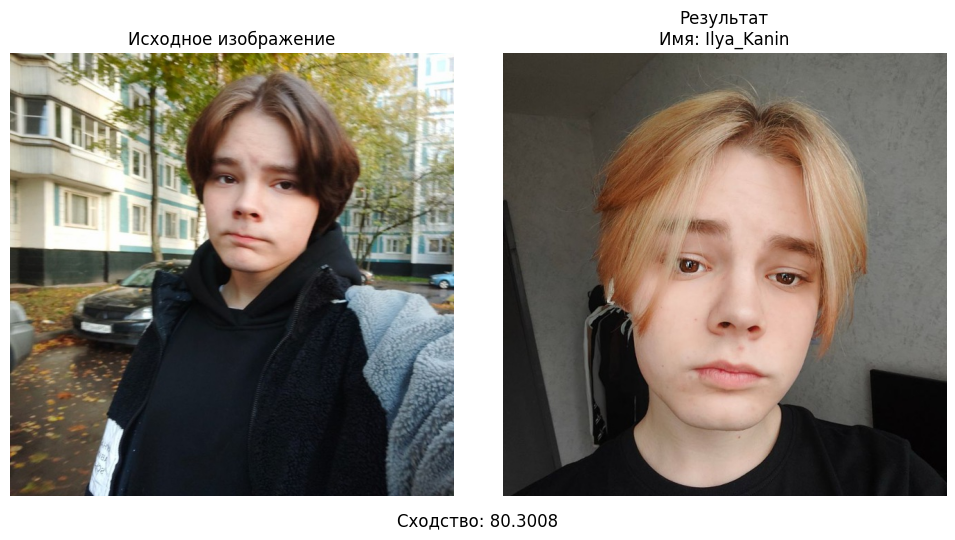 Исходное изображение
Результат
Имя: Ilya_Kanin
Сходство: 80.3008